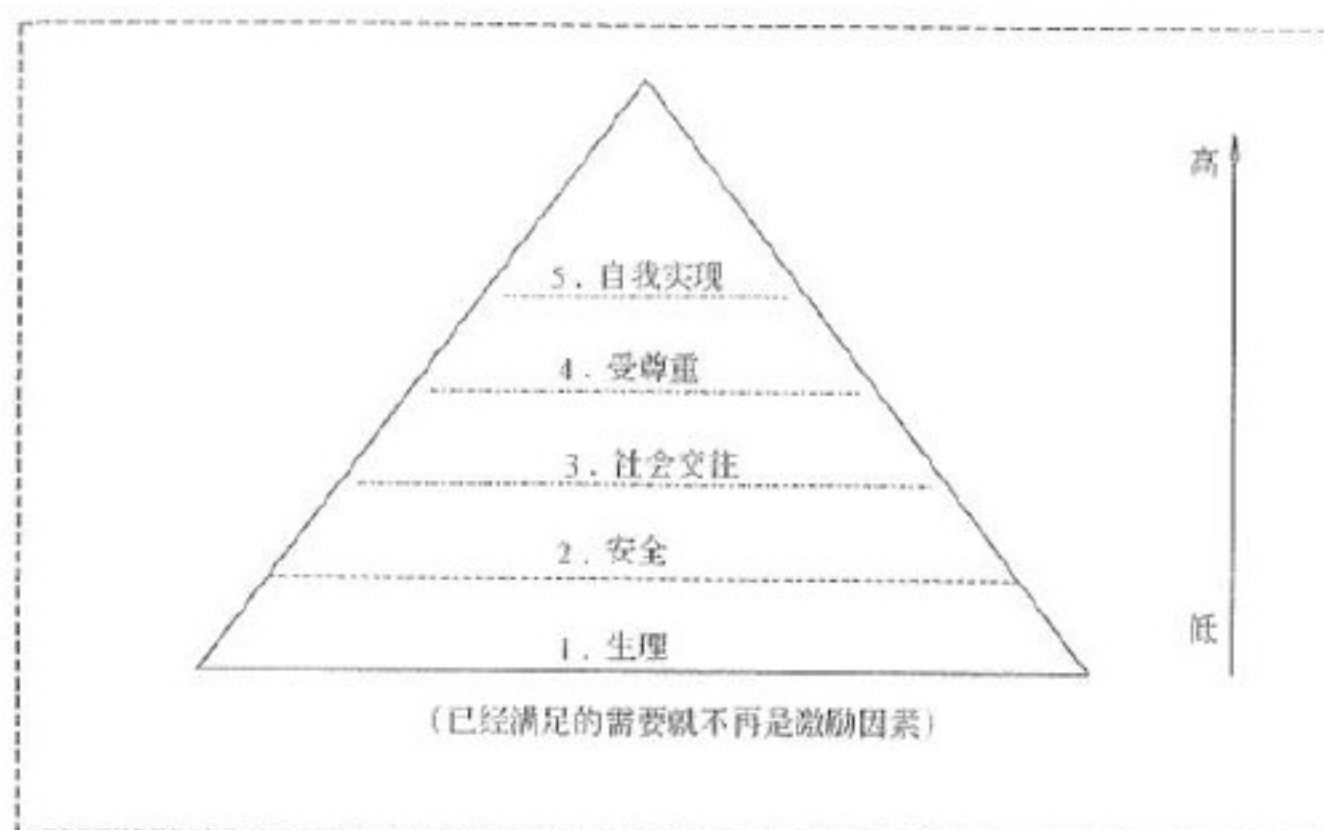 高
5．自我实现
4．受尊重
3．社会交往
2．安全
低
1．生理
（已经满足的需要就不再是激励因素）